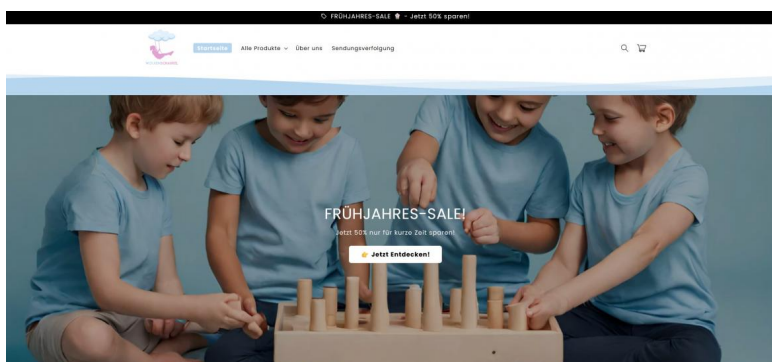 FRÜHJAHRES-SALE - Jetzt 50% sparen!
Startseite
Alle Produkte
Über uns
Sendungsverfolgung
FRÜHJAHRES-SALE!
Jetzt 50% nur für kurze Zeit sparen!
👉 Jetzt Entdecken!